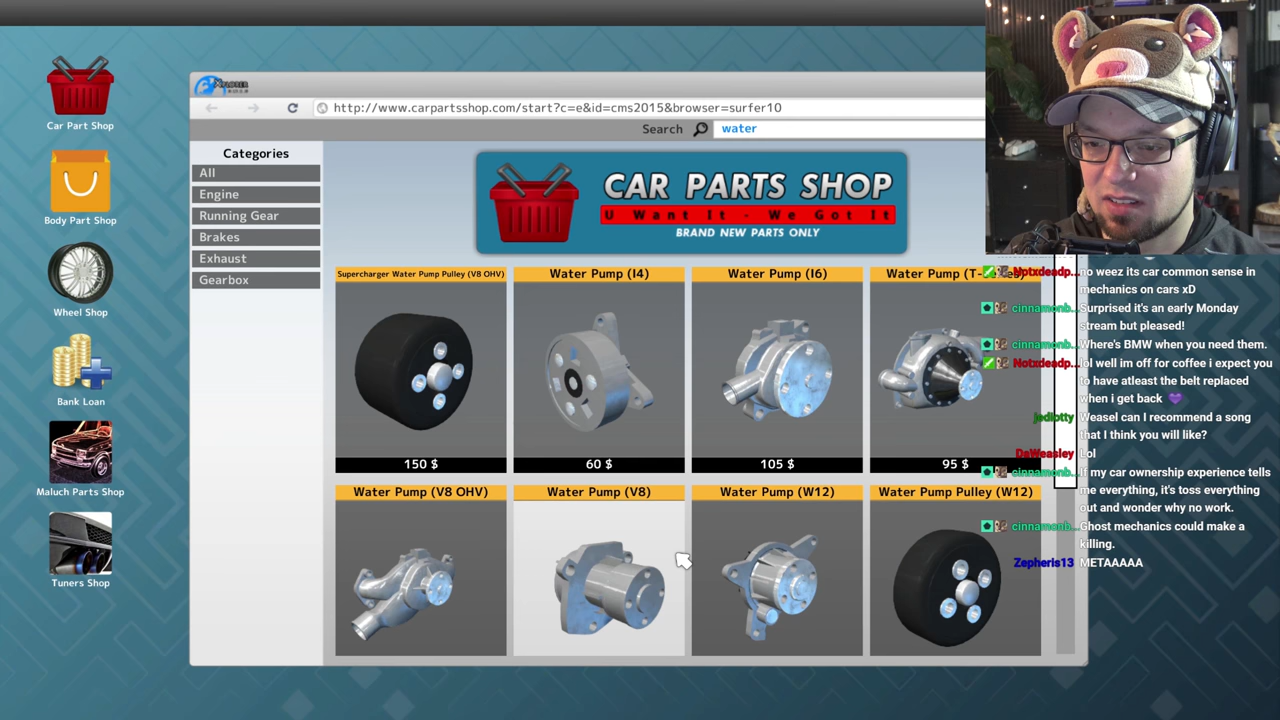 Car Part Shop
Body Part Shop
Wheel Shop
Bank Loan
Maluch Parts Shop
Tuners Shop
http://www.carpartsshop.com/start?c=e&id=cms2015&browser=surfer10
Search
water
Categories
All
Engine
Running Gear
Brakes
Exhaust
Gearbox
CAR PARTS SHOP
U Want It - We Got It
BRAND NEW PARTS ONLY
Supercharger Water Pump Pulley (V8 OHV)
Water Pump (I4)
Water Pump (I6)
Water Pump (T-
150 $
60 $
105 $
95 $
Water Pump (V8 OHV)
Water Pump (V8)
Water Pump (W12)
Water Pump Pulley (W12)
Notxdeadp... no weez its car common sense in
mechanics on cars xD
cinnamonb... Surprised it's an early Monday
stream but pleased!
cinnamonb... Where's BMW when you need them.
Notxdeadp... lol well im off for coffee i expect you
to have atleast the belt replaced
when i get back
jedlotty Weasel can I recommend a song
that I think you will like?
DaWeasley Lol
cinnamonb... If my car ownership experience tells
me everything, it's toss everything
out and wonder why no work.
cinnamonb... Ghost mechanics could make a
killing.
Zepheris13 METAAAAA